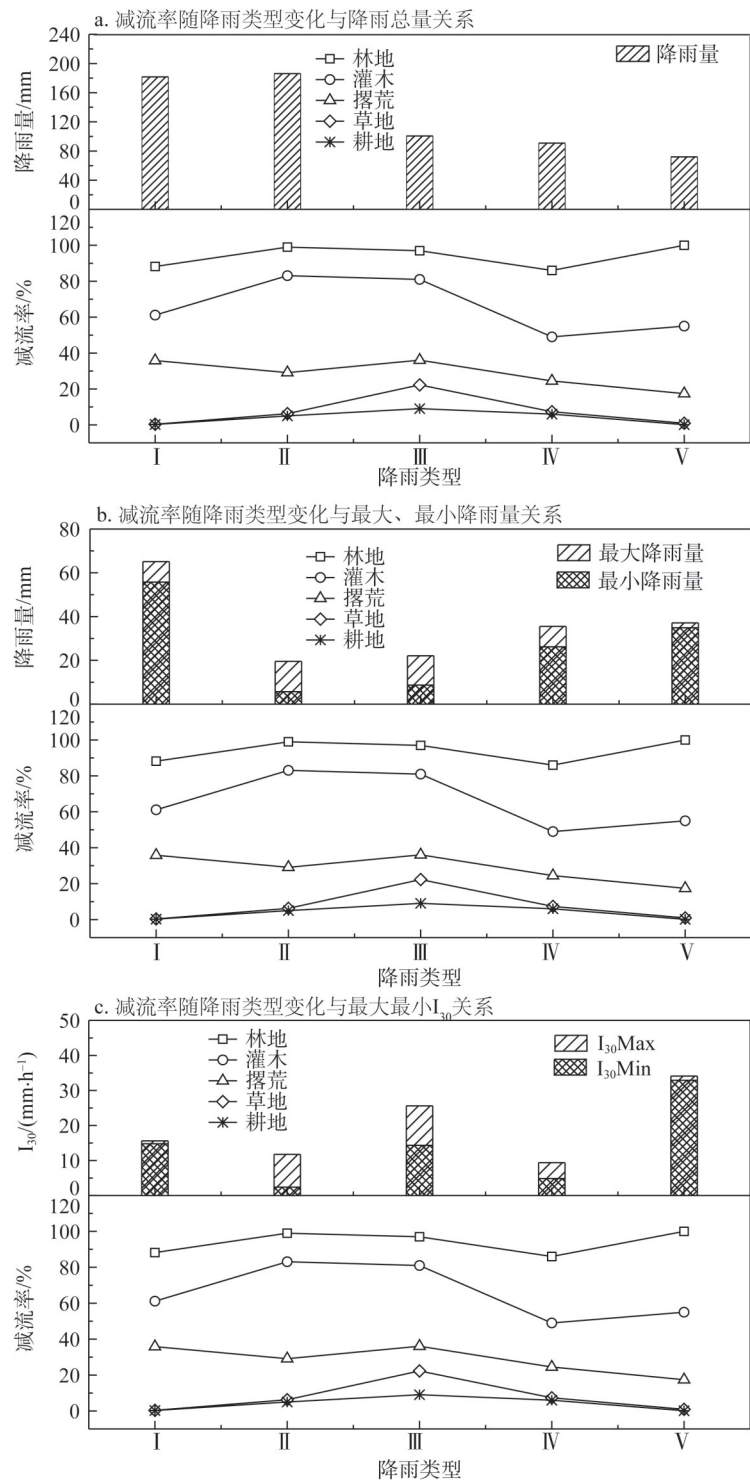 a. 减流率随降雨类型变化与降雨总量关系
240
200
160
120
80
40
0
降雨量/mm
林地
灌木
撂荒
草地
耕地
降雨量
120
100
80
60
40
20
0
减流率/%
Ⅰ Ⅱ Ⅲ Ⅳ Ⅴ
降雨类型
b. 减流率随降雨类型变化与最大、最小降雨量关系
80
60
40
20
0
降雨量/mm
林地
灌木
撂荒
草地
耕地
最大降雨量
最小降雨量
120
100
80
60
40
20
0
减流率/%
Ⅰ Ⅱ Ⅲ Ⅳ Ⅴ
降雨类型
c. 减流率随降雨类型变化与最大最小I₃₀关系
50
40
30
20
10
0
I₃₀/(mm·h⁻¹)
林地
灌木
撂荒
草地
耕地
I₃₀Max
I₃₀Min
120
100
80
60
40
20
0
减流率/%
Ⅰ Ⅱ Ⅲ Ⅳ Ⅴ
降雨类型